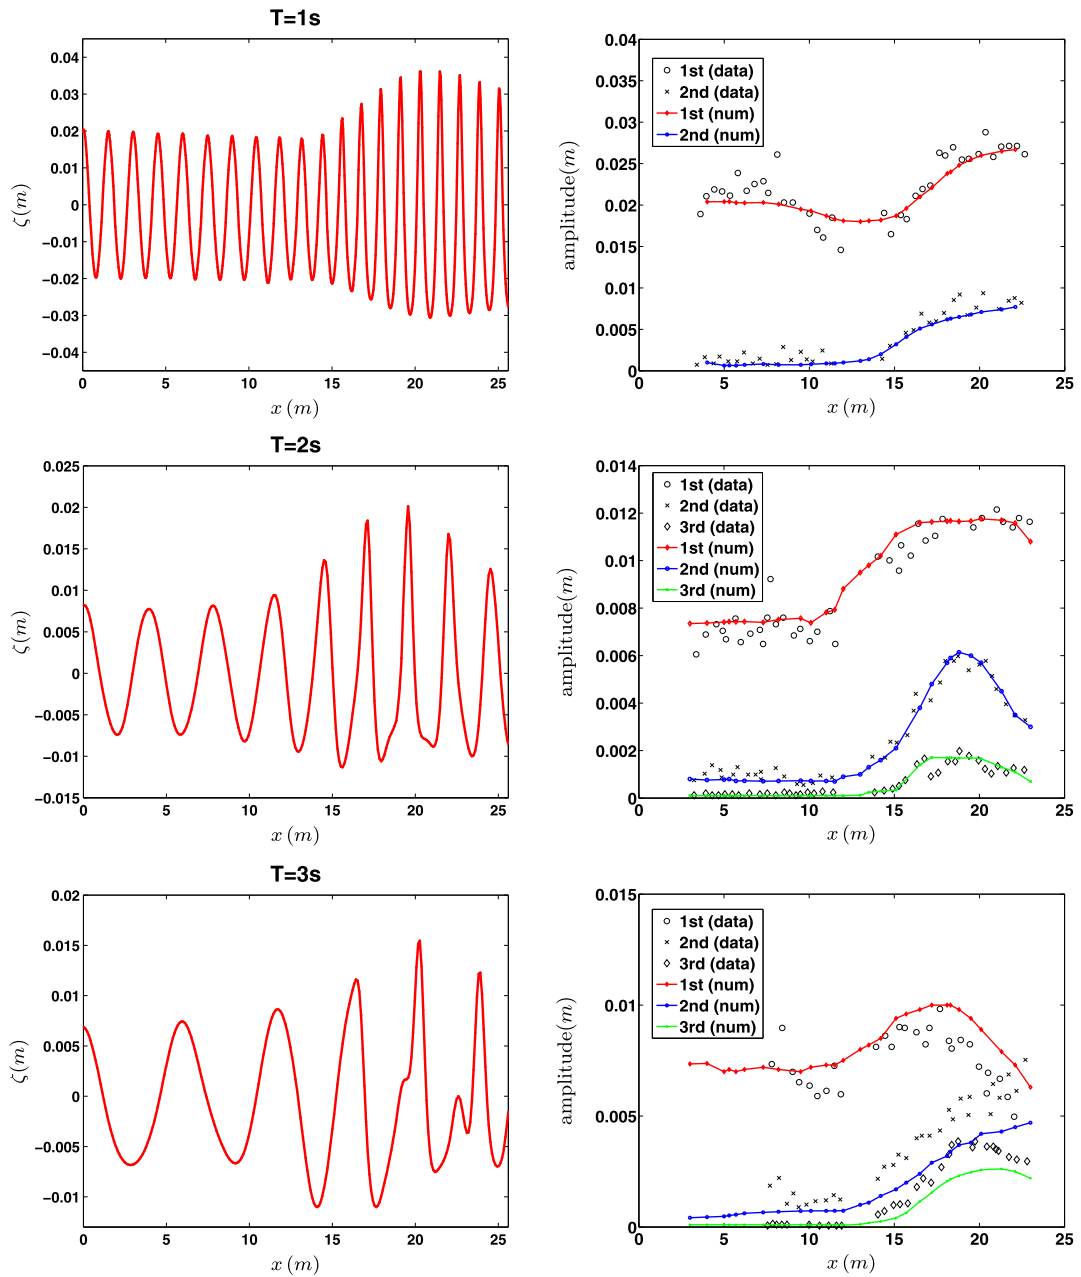 T=1s
0.04
0.03
0.02
0.01
0
−0.01
−0.02
−0.03
−0.04
ζ(m)
0 5 10 15 20 25
x (m)
0.04
0.035
0.03
0.025
0.02
0.015
0.01
0.005
0
amplitude(m)
1st (data)
2nd (data)
1st (num)
2nd (num)
0 5 10 15 20 25
x (m)
T=2s
0.025
0.02
0.015
0.01
0.005
0
−0.005
−0.01
−0.015
ζ(m)
0 5 10 15 20 25
x (m)
0.014
0.012
0.01
0.008
0.006
0.004
0.002
0
amplitude(m)
1st (data)
2nd (data)
3rd (data)
1st (num)
2nd (num)
3rd (num)
0 5 10 15 20 25
x (m)
T=3s
0.02
0.015
0.01
0.005
0
−0.005
−0.01
ζ(m)
0 5 10 15 20 25
x (m)
0.015
0.01
0.005
0
amplitude(m)
1st (data)
2nd (data)
3rd (data)
1st (num)
2nd (num)
3rd (num)
0 5 10 15 20 25
x (m)